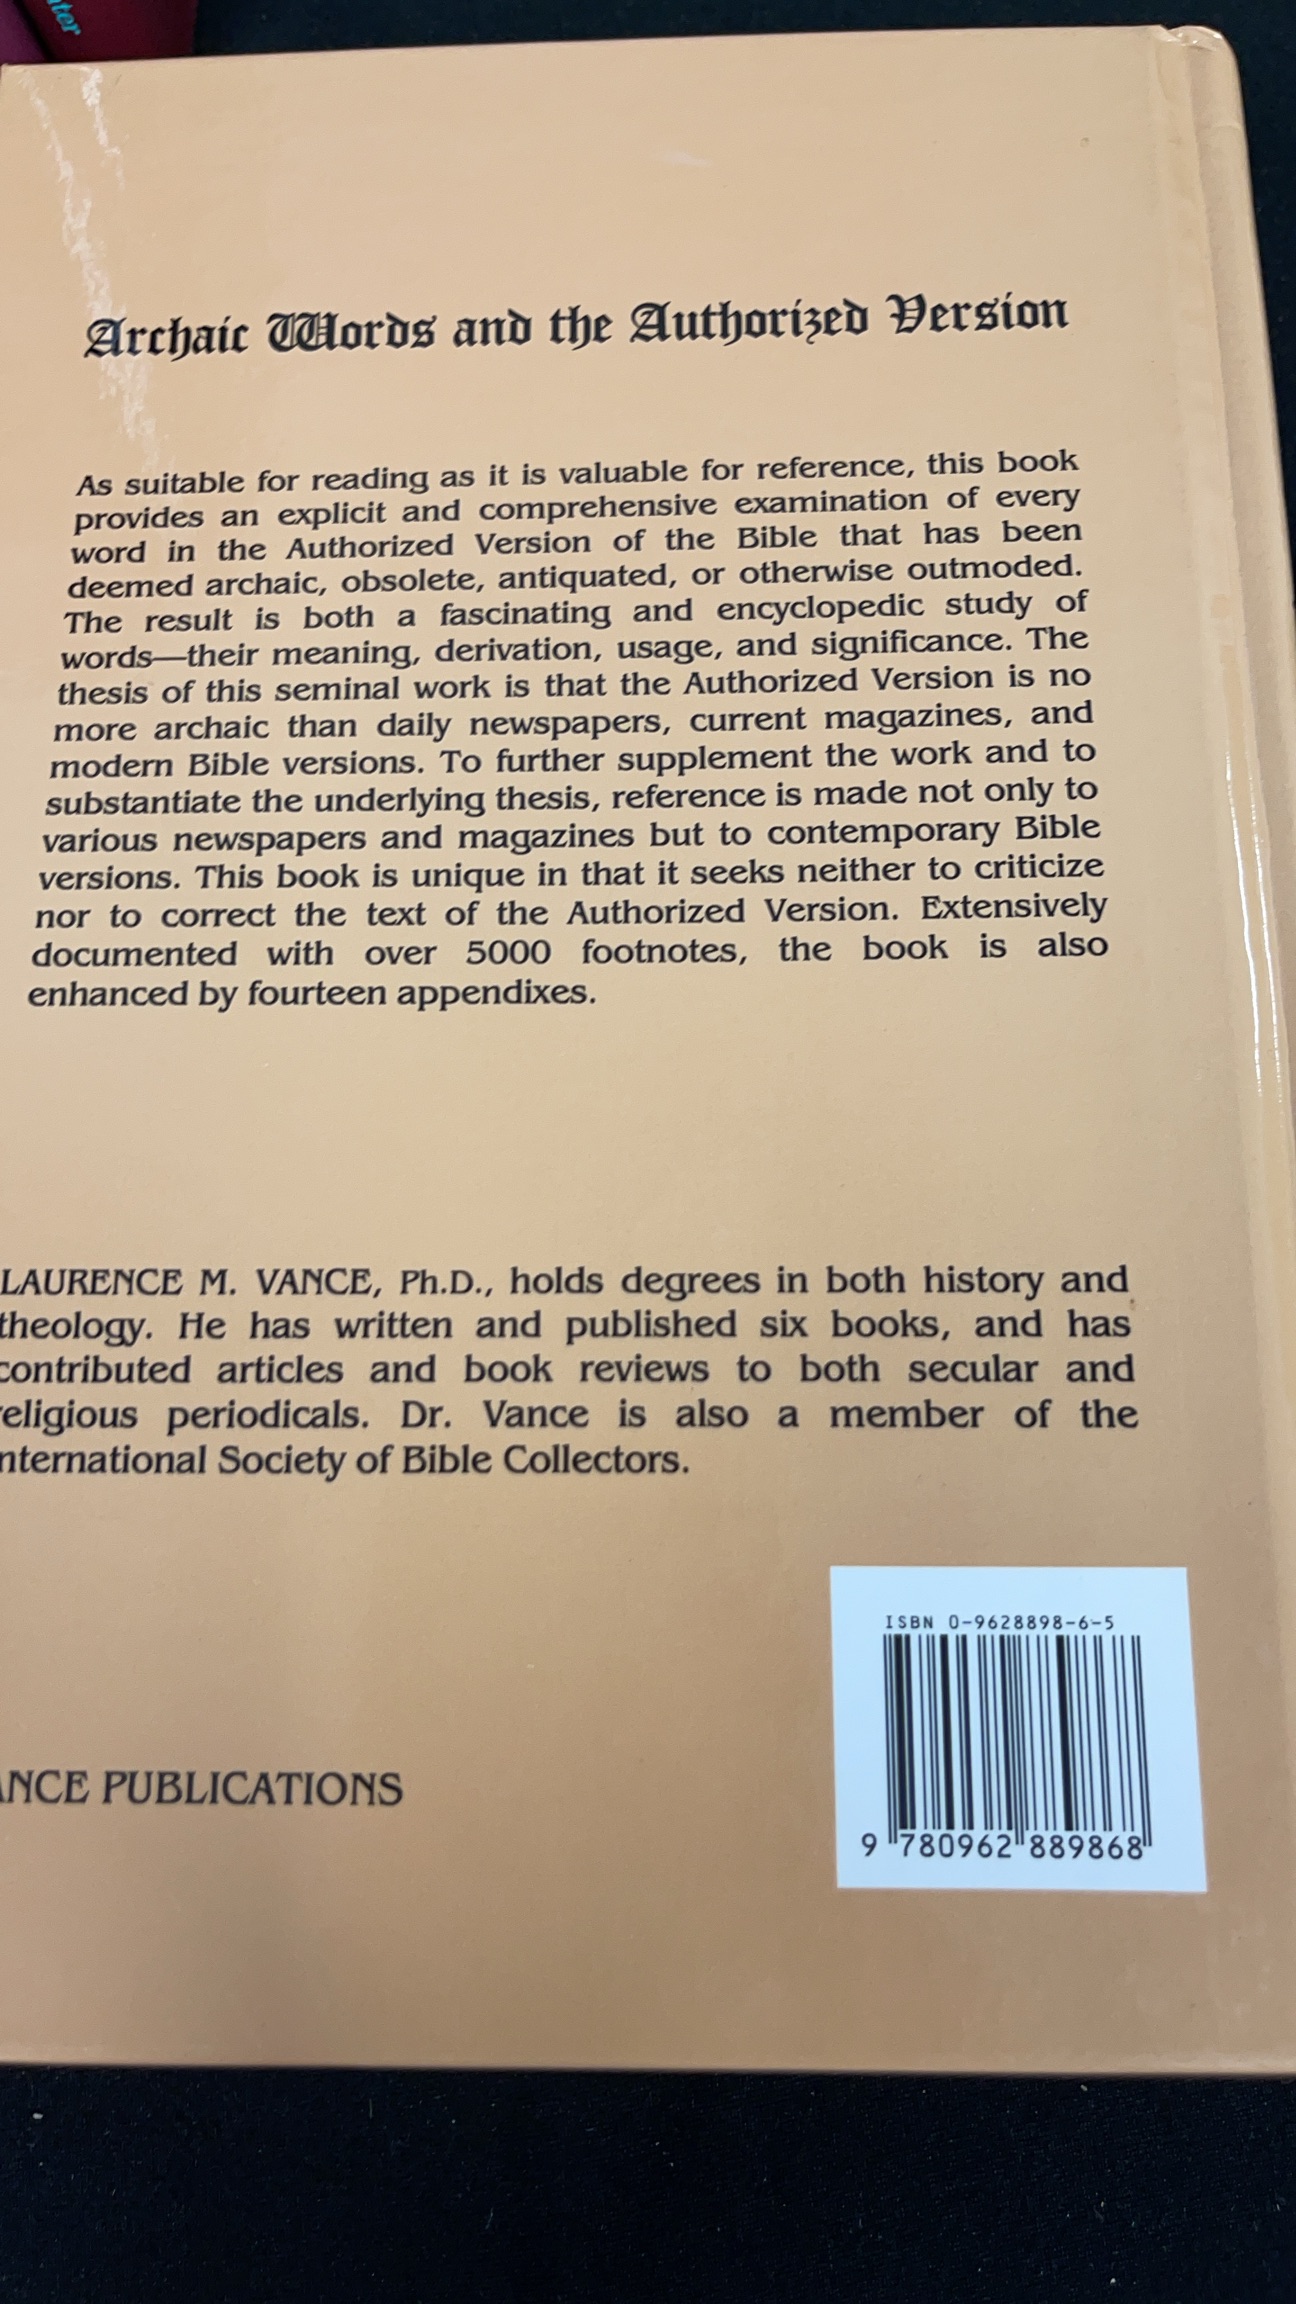 ter
Archaic Words and the Authorized Version
As suitable for reading as it is valuable for reference, this book
provides an explicit and comprehensive examination of every
word in the Authorized Version of the Bible that has been
deemed archaic, obsolete, antiquated, or otherwise outmoded.
The result is both a fascinating and encyclopedic study of
words—their meaning, derivation, usage, and significance. The
thesis of this seminal work is that the Authorized Version is no
more archaic than daily newspapers, current magazines, and
modern Bible versions. To further supplement the work and to
substantiate the underlying thesis, reference is made not only to
various newspapers and magazines but to contemporary Bible
versions. This book is unique in that it seeks neither to criticize
nor to correct the text of the Authorized Version. Extensively
documented with over 5000 footnotes, the book is also
enhanced by fourteen appendixes.
LAURENCE M. VANCE, Ph.D., holds degrees in both history and
theology. He has written and published six books, and has
contributed articles and book reviews to both secular and
religious periodicals. Dr. Vance is also a member of the
nternational Society of Bible Collectors.
ISBN 0-9628898-6-5
ANCE PUBLICATIONS
9 780962 889868